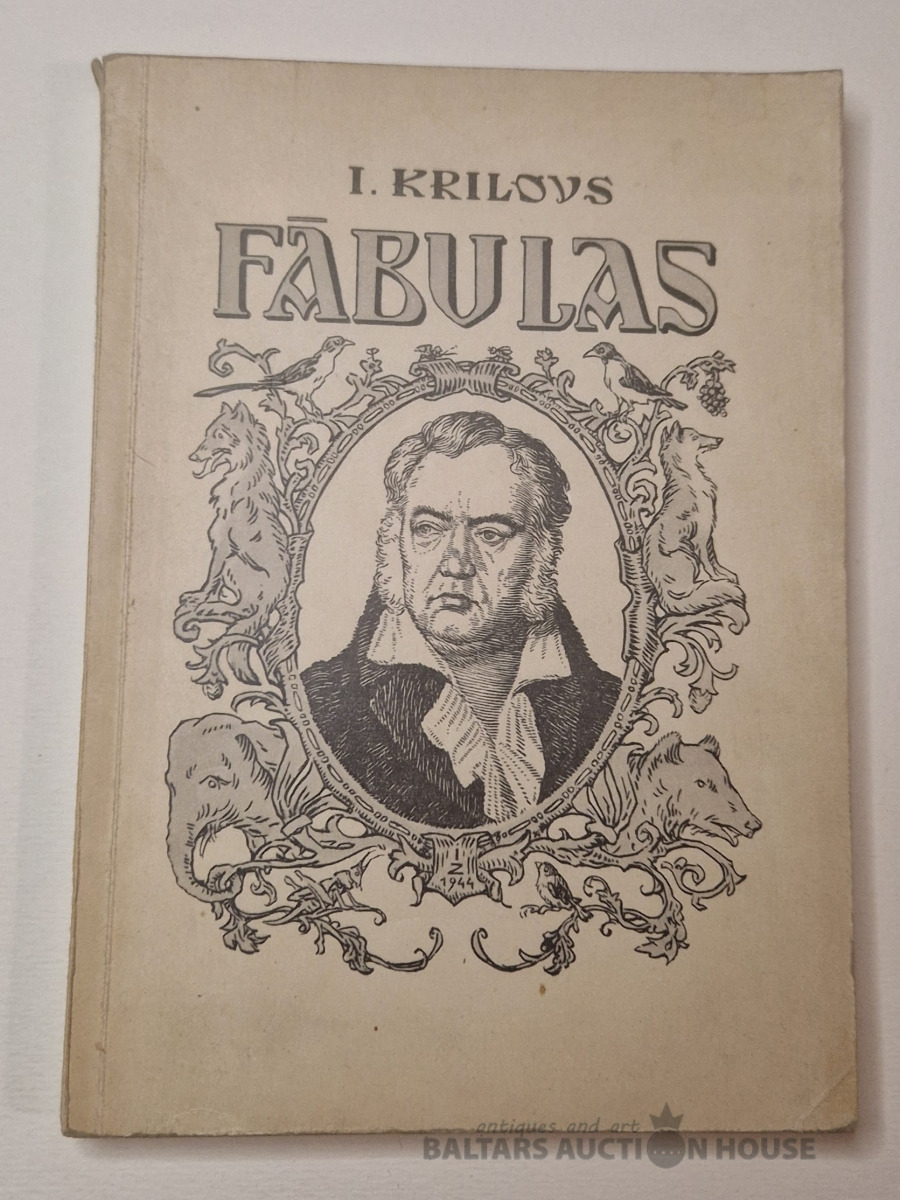 I. KRILOVS
FĀBULAS
I
Z
1944
antiques and art
BALTARS AUCTION HOUSE